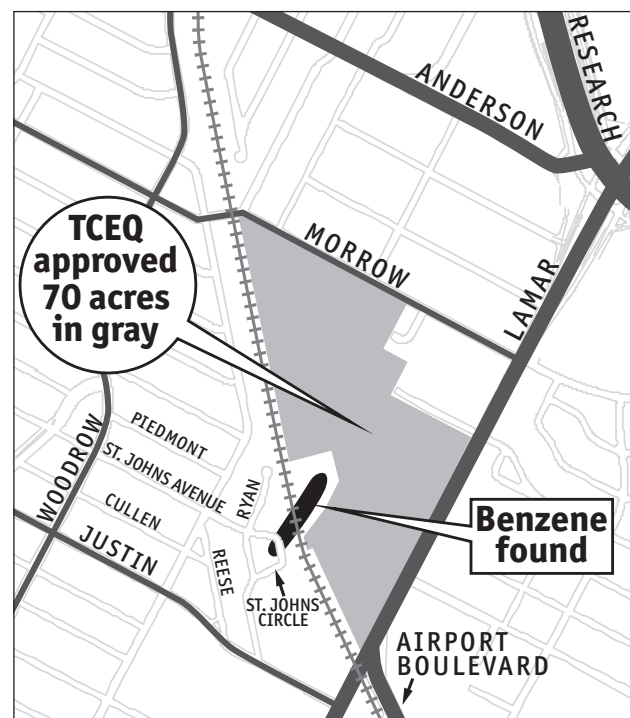 RESEARCH
ANDERSON
TCEQ
approved
70 acres
in gray
MORROW
LAMAR
WOODROW
PIEDMONT
ST. JOHNS AVENUE
RYAN
CULLEN
JUSTIN
REESE
Benzene
found
ST. JOHNS
CIRCLE
AIRPORT
BOULEVARD